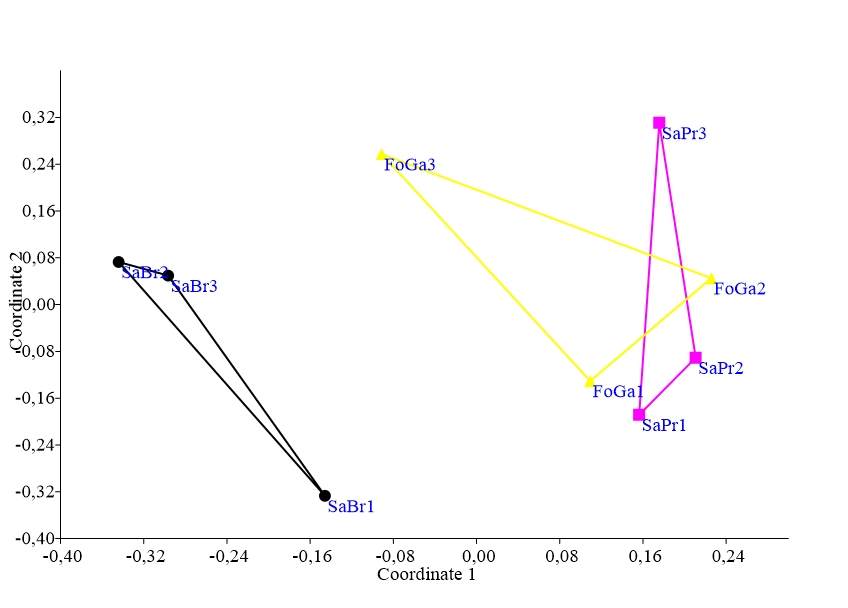 0,32
SaPr3
0,24
FoGa3
0,16
0,08
SaBr2
SaBr3
FoGa2
Coordinate 2
0,00
-0,08
SaPr2
FoGa1
-0,16
SaPr1
-0,24
-0,32
SaBr1
-0,40
-0,40 -0,32 -0,24 -0,16 -0,08 0,00 0,08 0,16 0,24
Coordinate 1